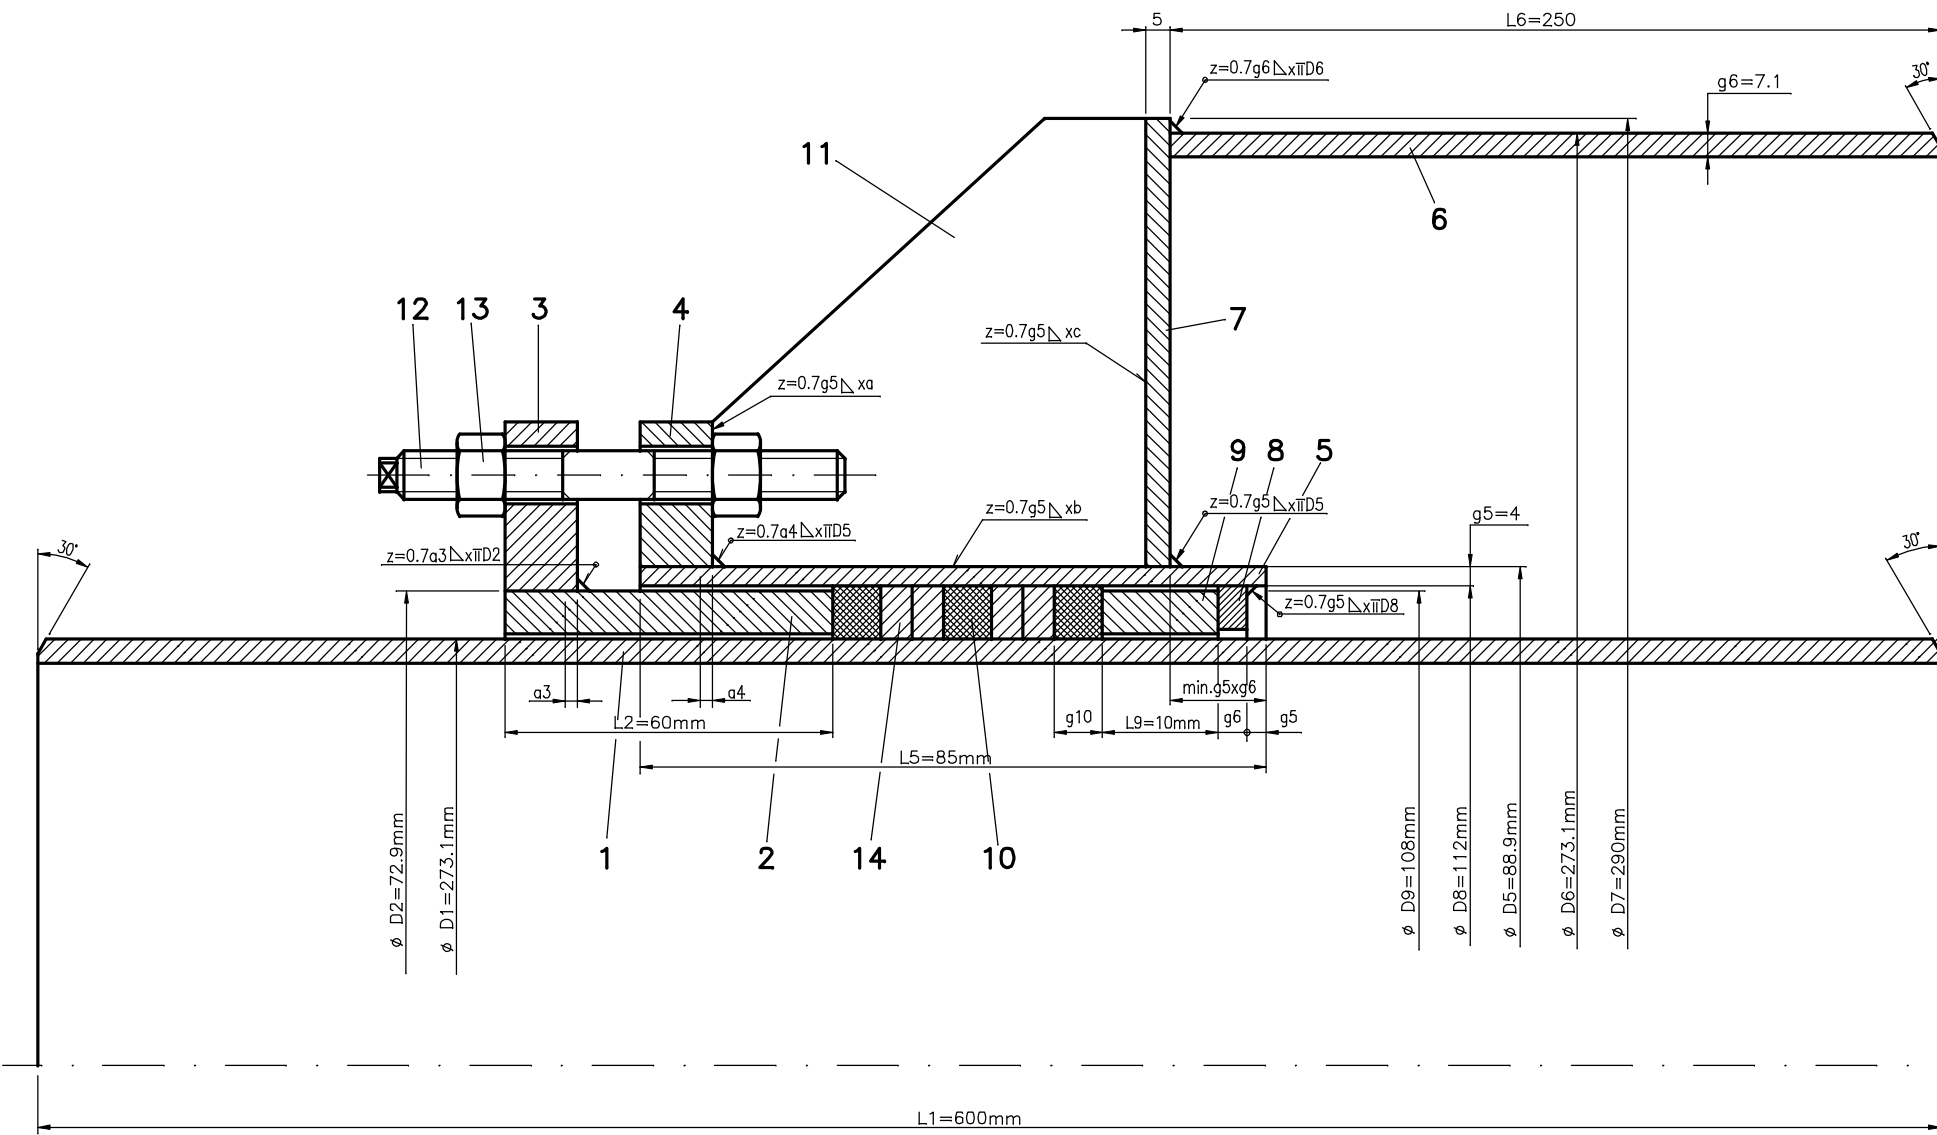 5
L6=250
z=0.7g6⊿xπD6
30°
g6=7.1
11
6
12
13
3
4
7
z=0.7g5⊿ xc
z=0.7g5⊿ xa
9
8
5
z=0.7g5⊿ xb
z=0.7g5⊿xπD5
g5=4
z=0.7a4⊿xπD5
30°
z=0.7a3⊿xπD2
30°
z=0.7g5⊿xπD8
a3
a4
min.g5xg6
L2=60mm
g10
L9=10mm
g6
g5
L5=85mm
1
2
14
10
ø D2=72.9mm
ø D1=273.1mm
ø D9=108mm
ø D8=112mm
ø D5=88.9mm
ø D6=273.1mm
ø D7=290mm
L1=600mm